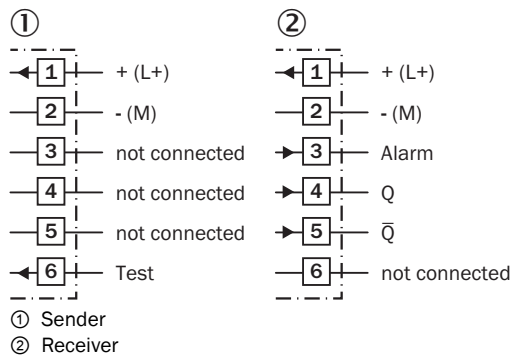 ① ②
1 + (L+) 1 + (L+)
2 - (M) 2 - (M)
3 not connected 3 Alarm
4 not connected 4 Q
5 not connected 5 Q̅
6 Test 6 not connected
① Sender
② Receiver